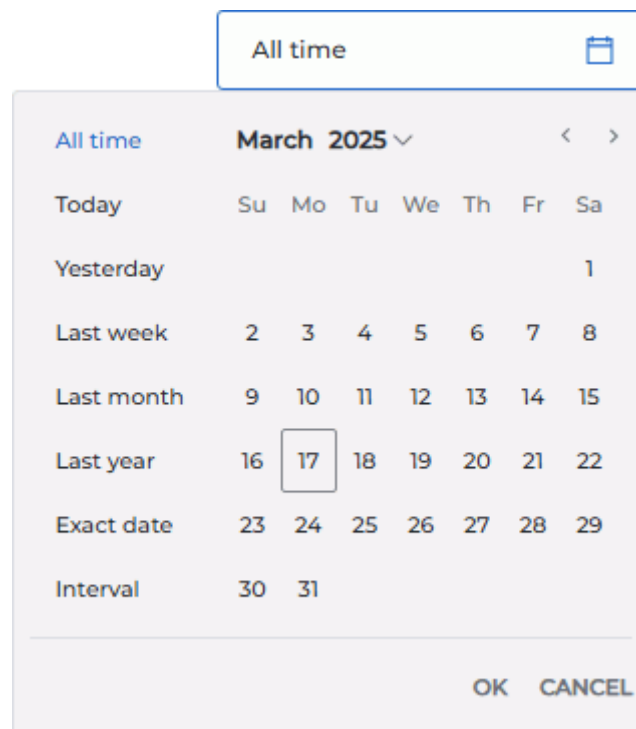 All time
All time March 2025 < >
Today Su Mo Tu We Th Fr Sa
Yesterday 1
Last week 2 3 4 5 6 7 8
Last month 9 10 11 12 13 14 15
Last year 16 17 18 19 20 21 22
Exact date 23 24 25 26 27 28 29
Interval 30 31
OK CANCEL